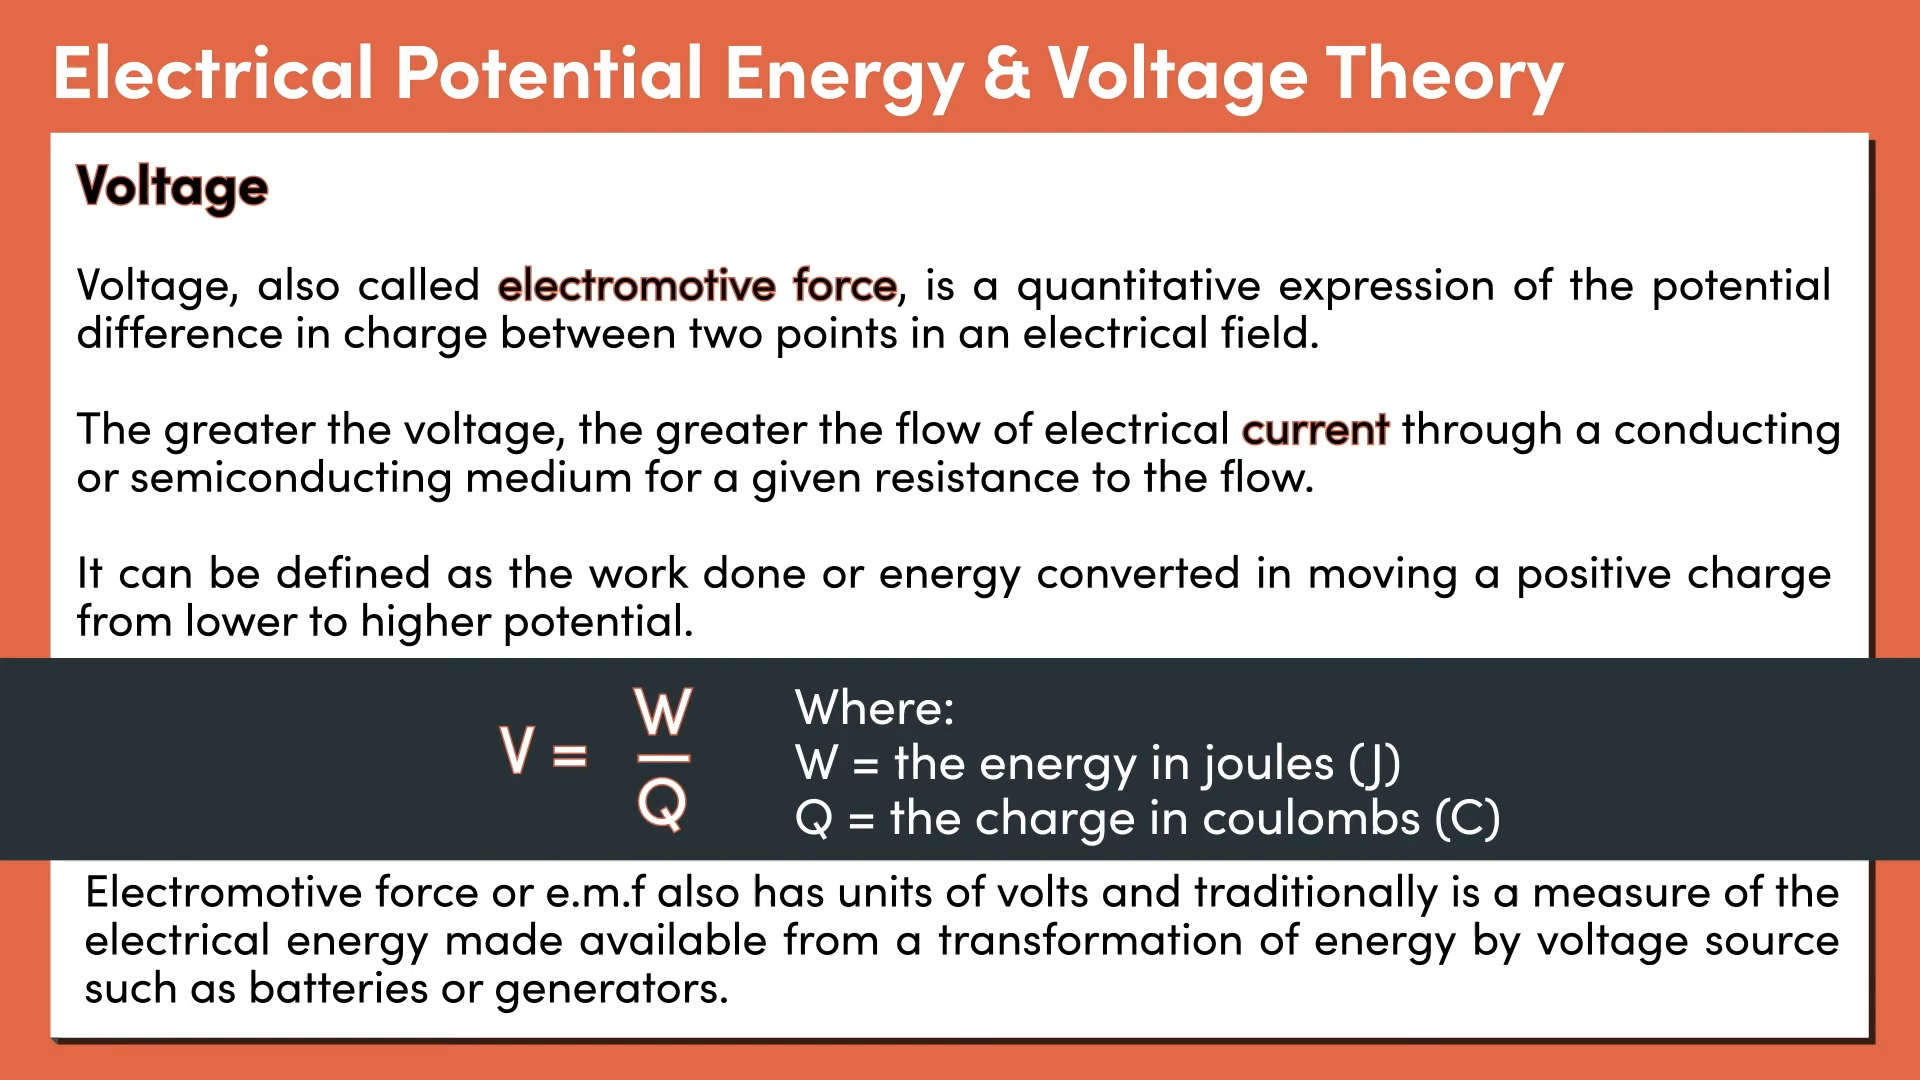 Electrical Potential Energy & Voltage Theory
Voltage
Voltage, also called electromotive force, is a quantitative expression of the potential
difference in charge between two points in an electrical field.
The greater the voltage, the greater the flow of electrical current through a conducting
or semiconducting medium for a given resistance to the flow.
It can be defined as the work done or energy converted in moving a positive charge
from lower to higher potential.
V = W/Q
Where:
W = the energy in joules (J)
Q = the charge in coulombs (C)
Electromotive force or e.m.f also has units of volts and traditionally is a measure of the
electrical energy made available from a transformation of energy by voltage source
such as batteries or generators.